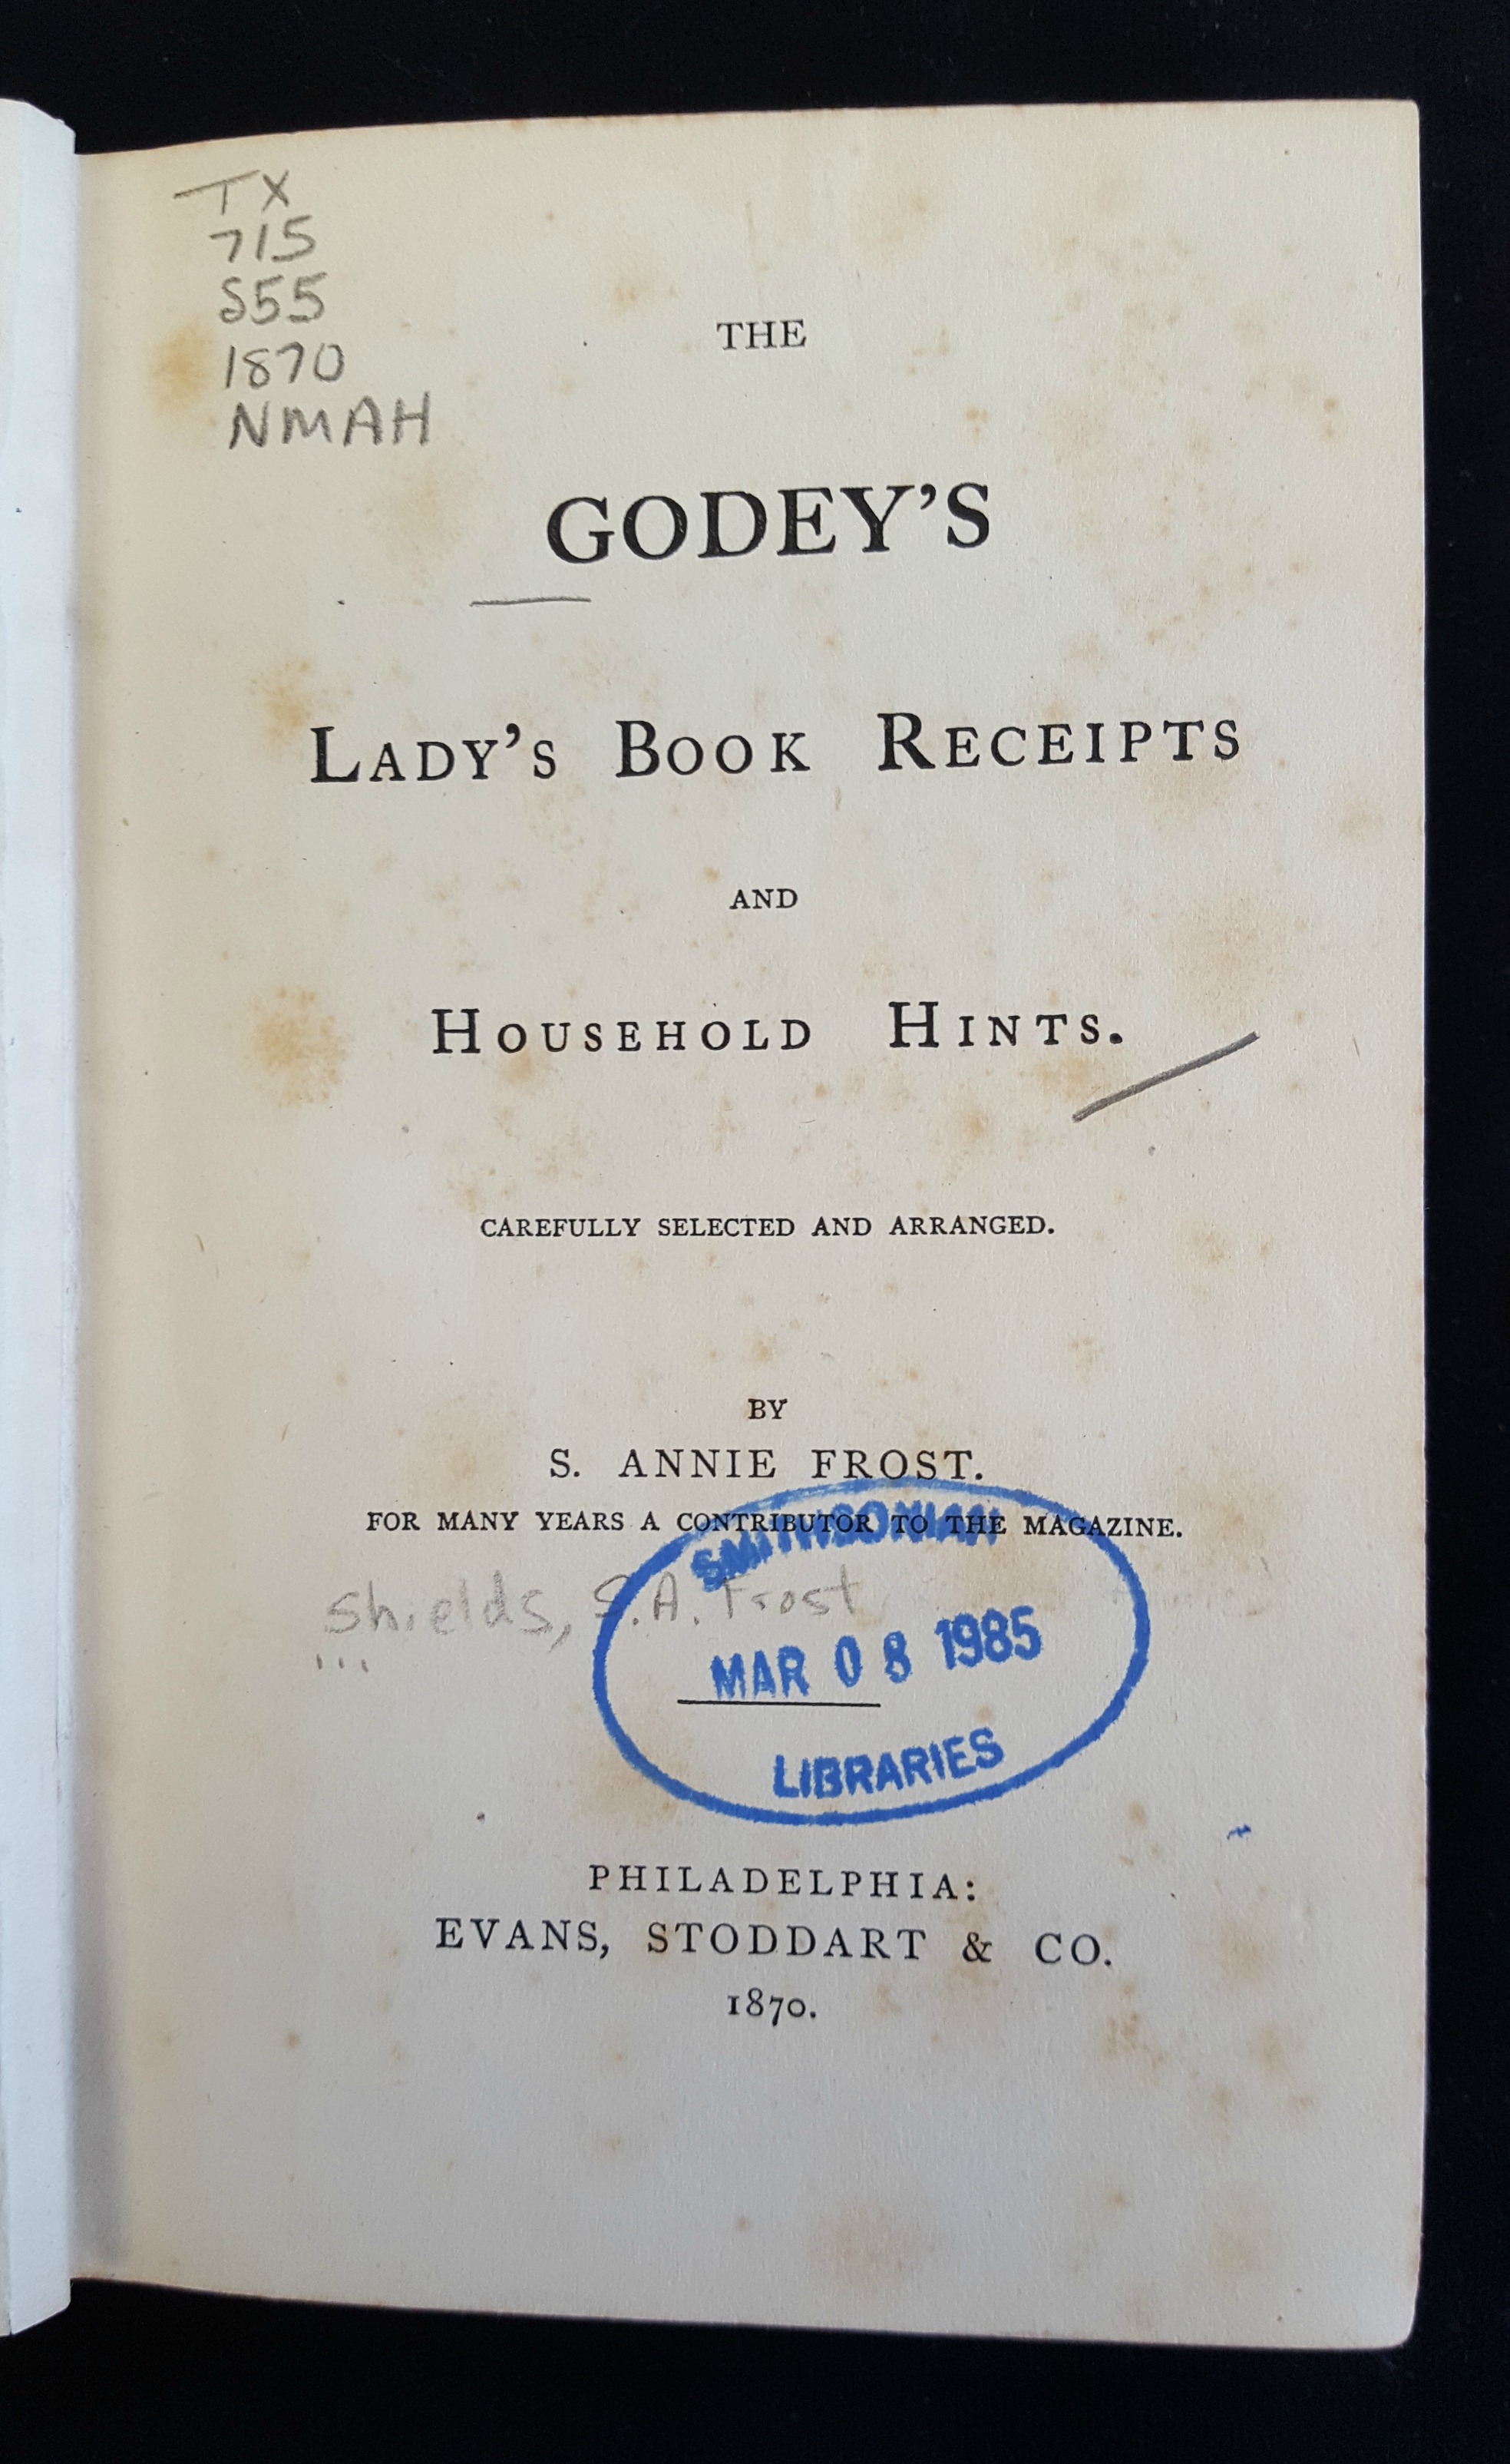 TX
715
S55
1870
NMAH
THE
GODEY'S
LADY'S BOOK RECEIPTS
AND
HOUSEHOLD HINTS.
CAREFULLY SELECTED AND ARRANGED.
BY
S. ANNIE FROST.
FOR MANY YEARS A CONTRIBUTOR TO THE MAGAZINE.
SMITHSONIAN
Shields, S.A. Frost
MAR 08 1985
LIBRARIES
PHILADELPHIA:
EVANS, STODDART & CO.
1870.